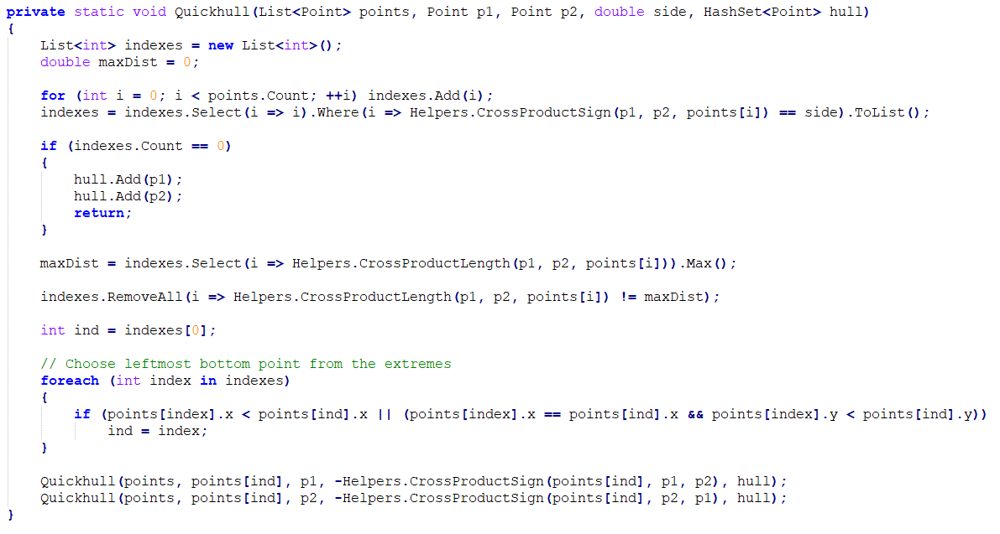 private static void Quickhull(List<Point> points, Point p1, Point p2, double side, HashSet<Point> hull)
{
    List<int> indexes = new List<int>();
    double maxDist = 0;

    for (int i = 0; i < points.Count; ++i) indexes.Add(i);
    indexes = indexes.Select(i => i).Where(i => Helpers.CrossProductSign(p1, p2, points[i]) == side).ToList();

    if (indexes.Count == 0)
    {
        hull.Add(p1);
        hull.Add(p2);
        return;
    }

    maxDist = indexes.Select(i => Helpers.CrossProductLength(p1, p2, points[i])).Max();

    indexes.RemoveAll(i => Helpers.CrossProductLength(p1, p2, points[i]) != maxDist);

    int ind = indexes[0];

    // Choose leftmost bottom point from the extremes
    foreach (int index in indexes)
    {
        if (points[index].x < points[ind].x || (points[index].x == points[ind].x && points[index].y < points[ind].y))
            ind = index;
    }

    Quickhull(points, points[ind], p1, -Helpers.CrossProductSign(points[ind], p1, p2), hull);
    Quickhull(points, points[ind], p2, -Helpers.CrossProductSign(points[ind], p2, p1), hull);
}